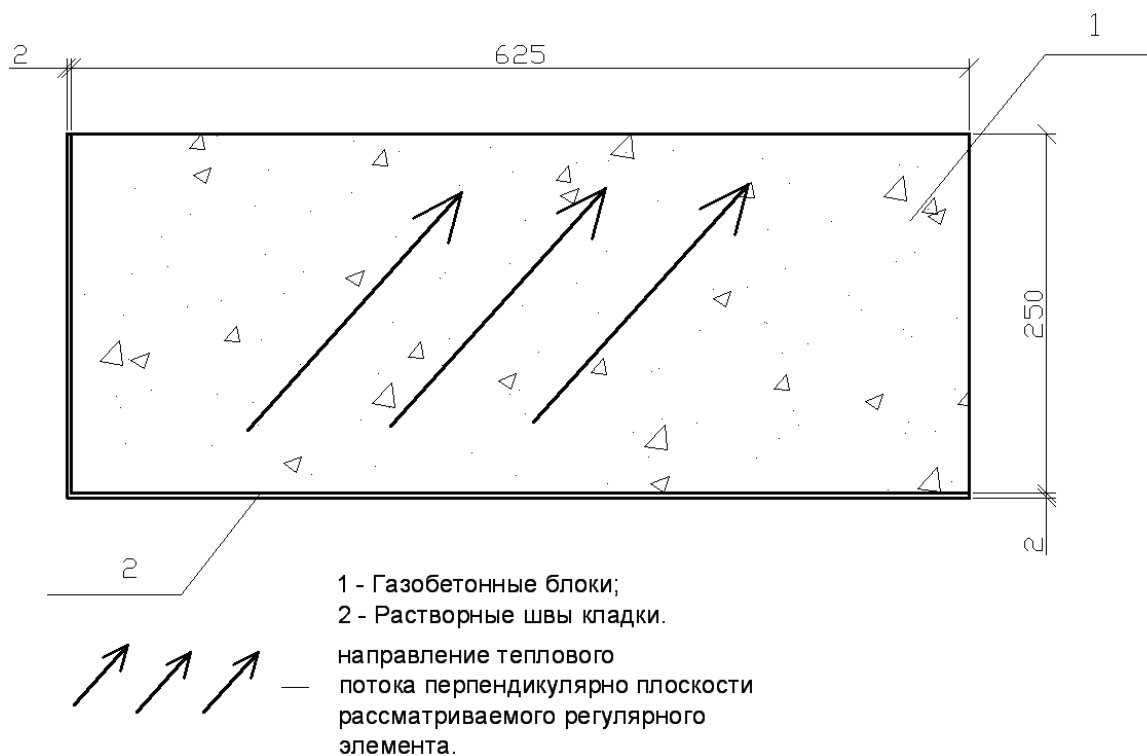 1
2
625
250
2
2
1 - Газобетонные блоки;
2 - Растворные швы кладки.
направление теплового
— потока перпендикулярно плоскости
рассматриваемого регулярного
элемента.